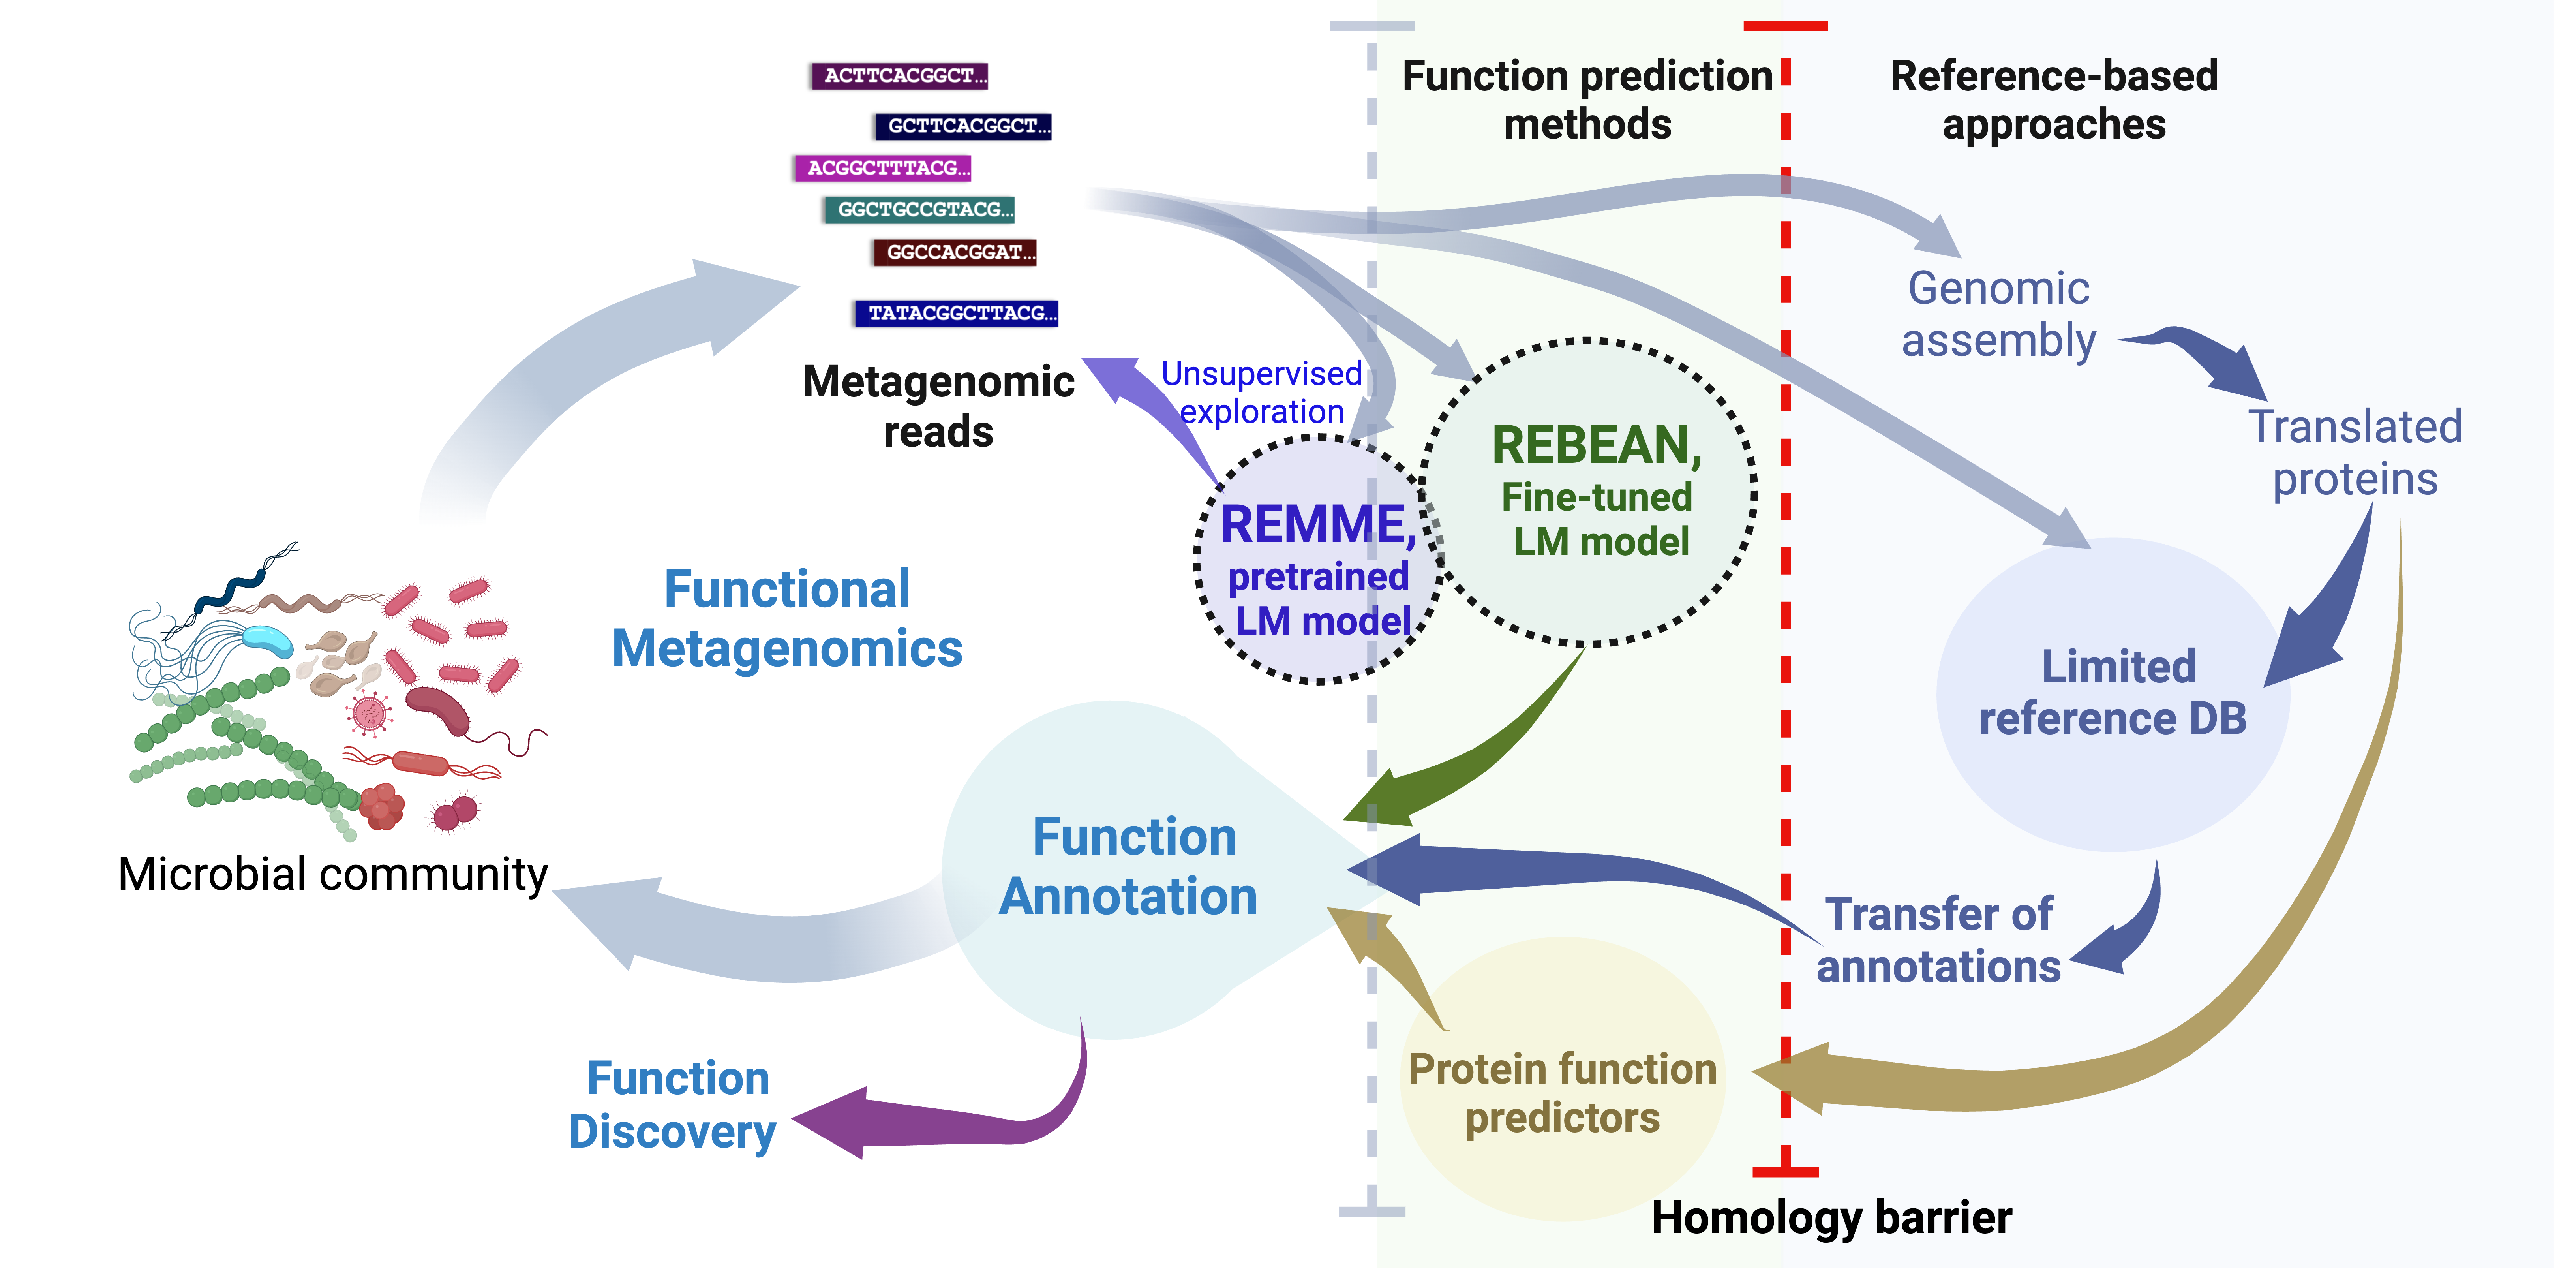 ACTTCACGGCT...
GCTTCACGGCT...
ACGGCTTTACG...
GGCTGCCGTACG...
GGCCACGGAT...
TATACGGCTTACG...
Metagenomic
reads
Function prediction
methods
Reference-based
approaches
Genomic
assembly
Translated
proteins
Unsupervised
exploration
REMME,
pretrained
LM model
REBEAN,
Fine-tuned
LM model
Functional
Metagenomics
Limited
reference DB
Microbial community
Function
Annotation
Transfer of
annotations
Function
Discovery
Protein function
predictors
Homology barrier